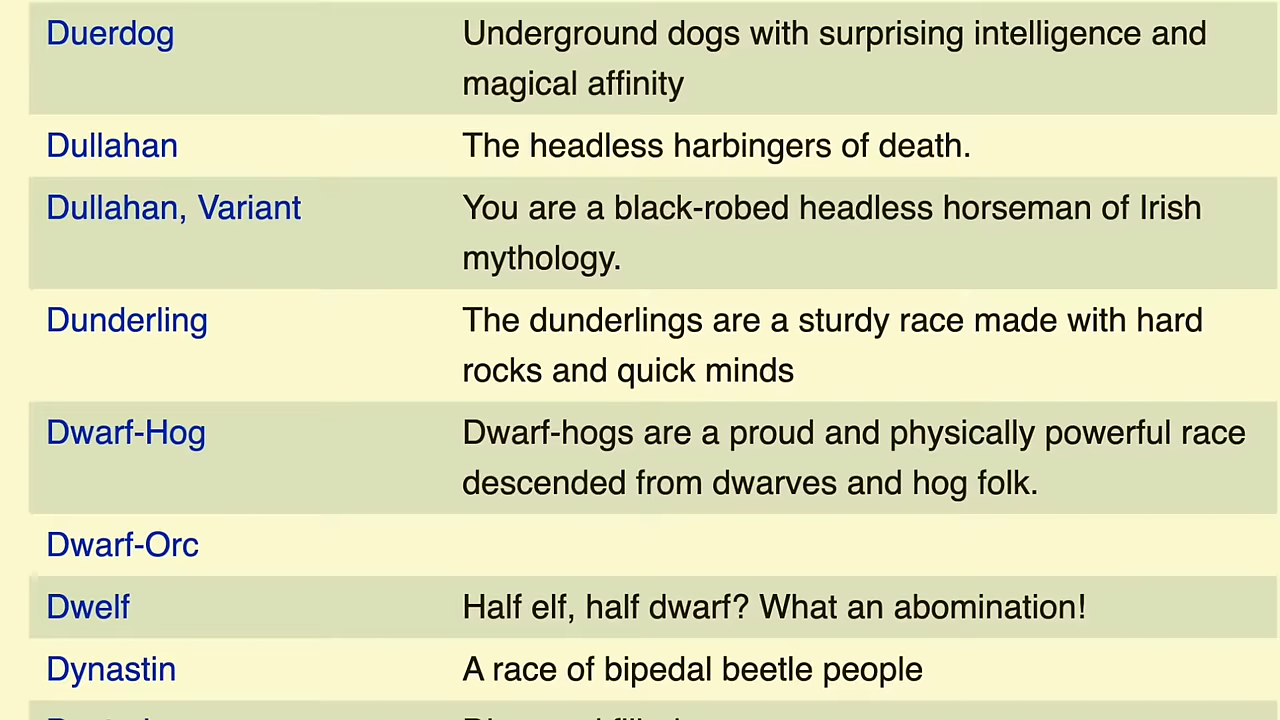 Duerdog Underground dogs with surprising intelligence and
magical affinity
Dullahan The headless harbingers of death.
Dullahan, Variant You are a black-robed headless horseman of Irish
mythology.
Dunderling The dunderlings are a sturdy race made with hard
rocks and quick minds
Dwarf-Hog Dwarf-hogs are a proud and physically powerful race
descended from dwarves and hog folk.
Dwarf-Orc
Dwelf Half elf, half dwarf? What an abomination!
Dynastin A race of bipedal beetle people